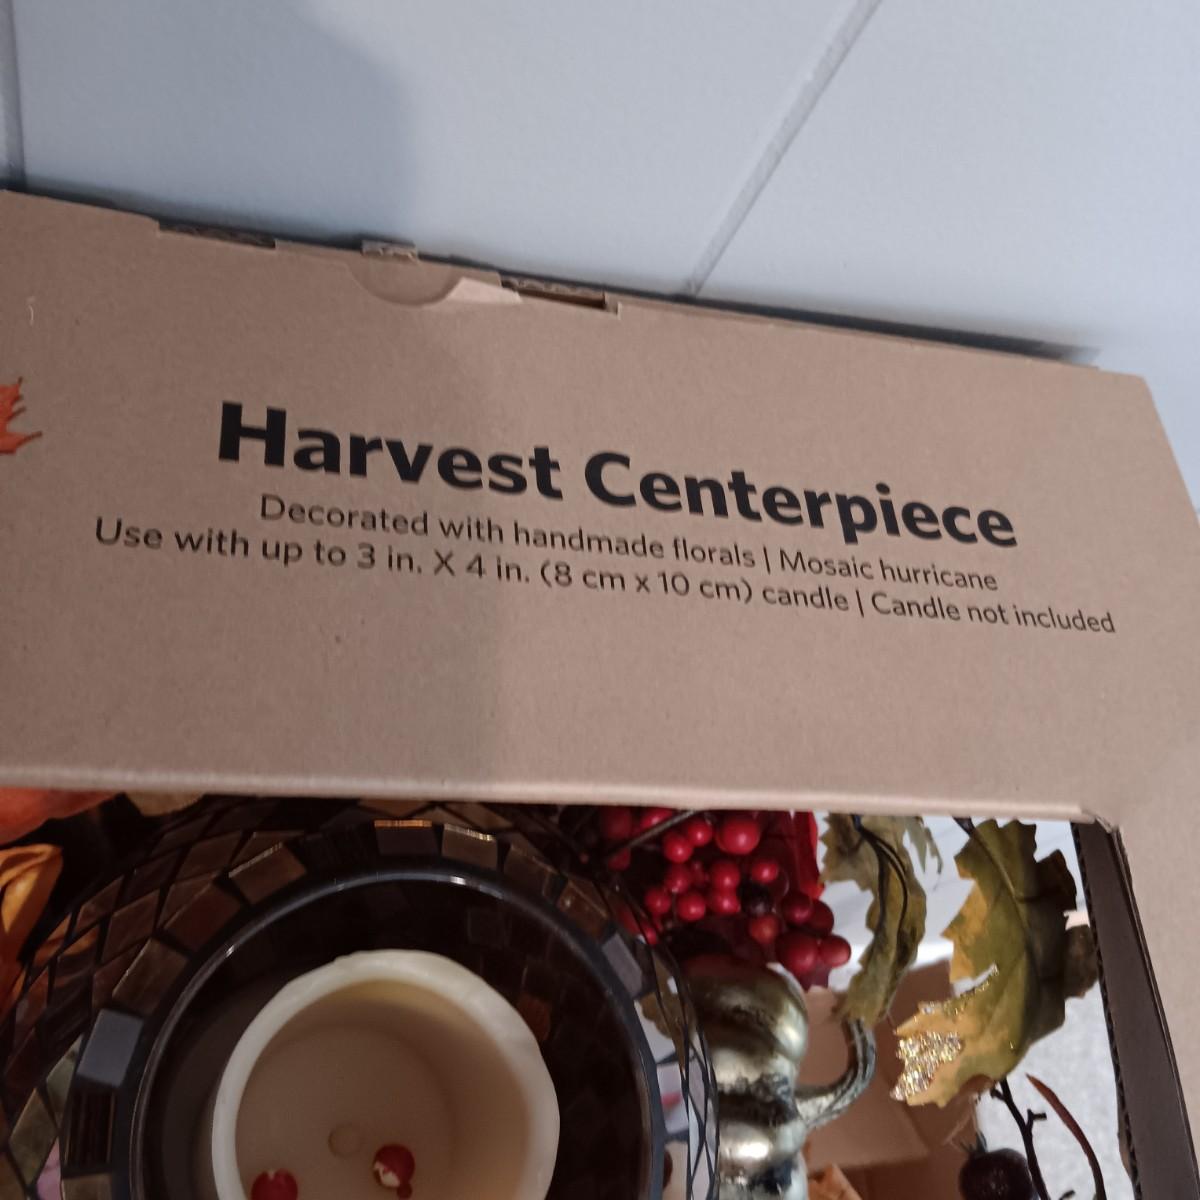 Harvest Centerpiece
Decorated with handmade florals | Mosaic hurricane
Use with up to 3 in. X 4 in. (8 cm x 10 cm) candle | Candle not included